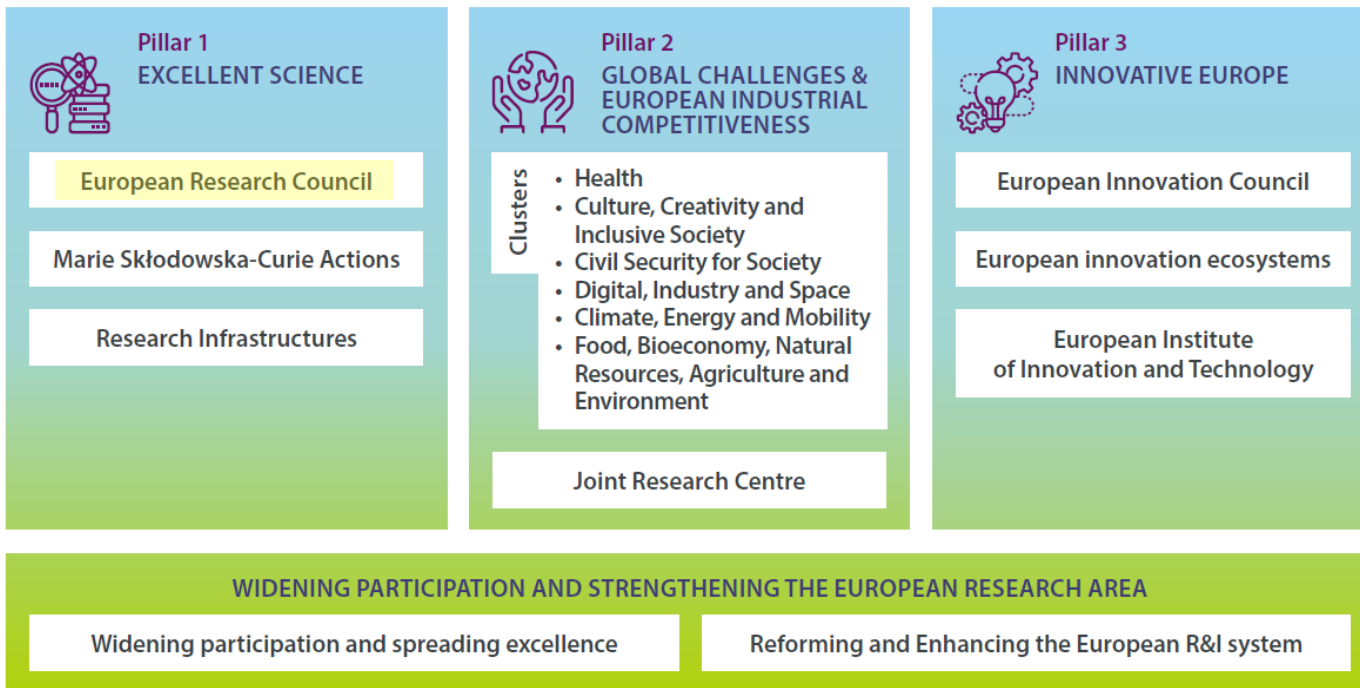 Pillar 1
EXCELLENT SCIENCE
European Research Council
Marie Skłodowska-Curie Actions
Research Infrastructures
Pillar 2
GLOBAL CHALLENGES &
EUROPEAN INDUSTRIAL
COMPETITIVENESS
Clusters
• Health
• Culture, Creativity and
Inclusive Society
• Civil Security for Society
• Digital, Industry and Space
• Climate, Energy and Mobility
• Food, Bioeconomy, Natural
Resources, Agriculture and
Environment
Joint Research Centre
Pillar 3
INNOVATIVE EUROPE
European Innovation Council
European innovation ecosystems
European Institute
of Innovation and Technology
WIDENING PARTICIPATION AND STRENGTHENING THE EUROPEAN RESEARCH AREA
Widening participation and spreading excellence
Reforming and Enhancing the European R&I system